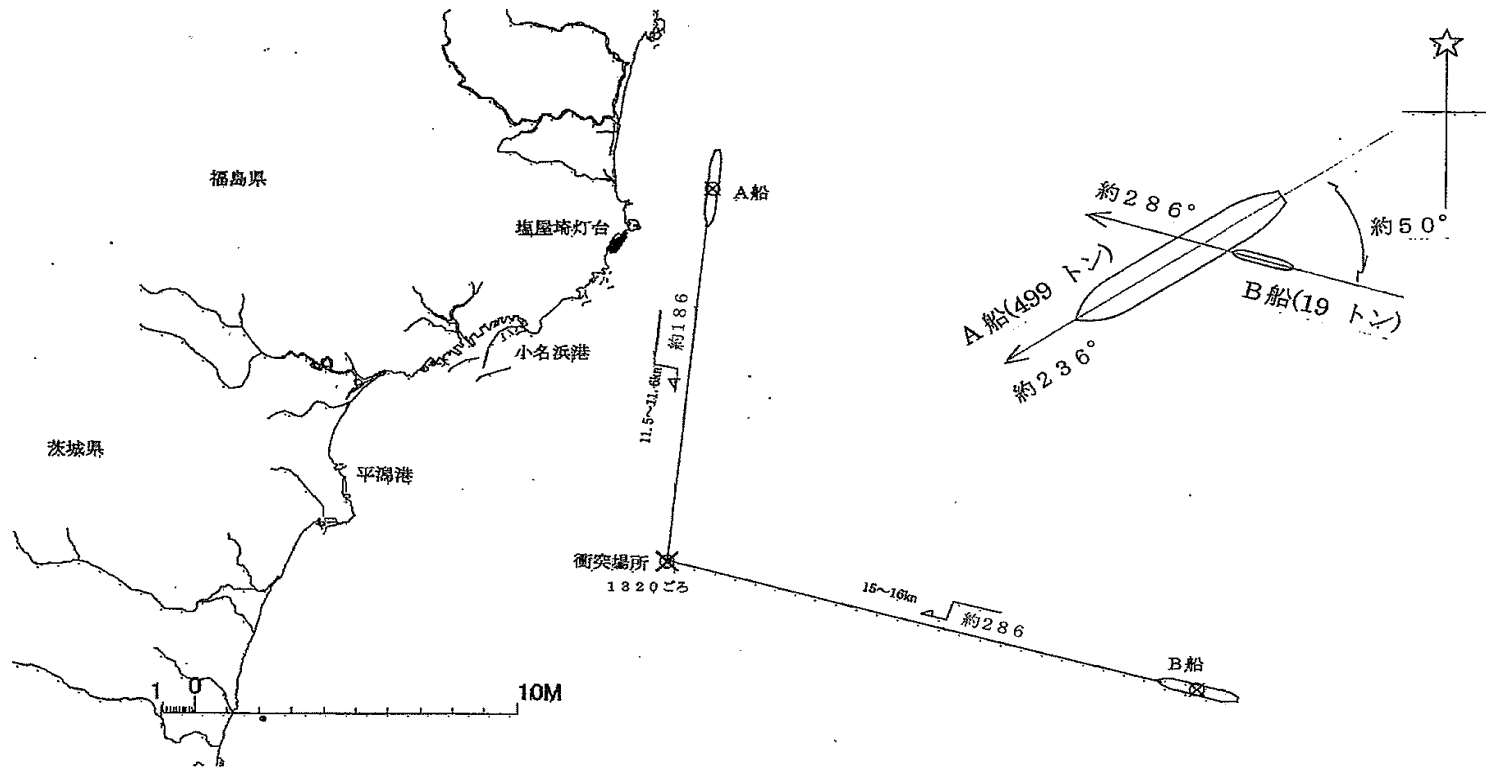 福島県
塩屋埼灯台
小名浜港
茨城県
平潟港
A船
11.5〜11.6kn
約186
衝突場所
1320ごろ
15〜16kn
約286
B船
1
0
10M
約286°
約50°
A船(499 トン)
B船(19 トン)
約236°